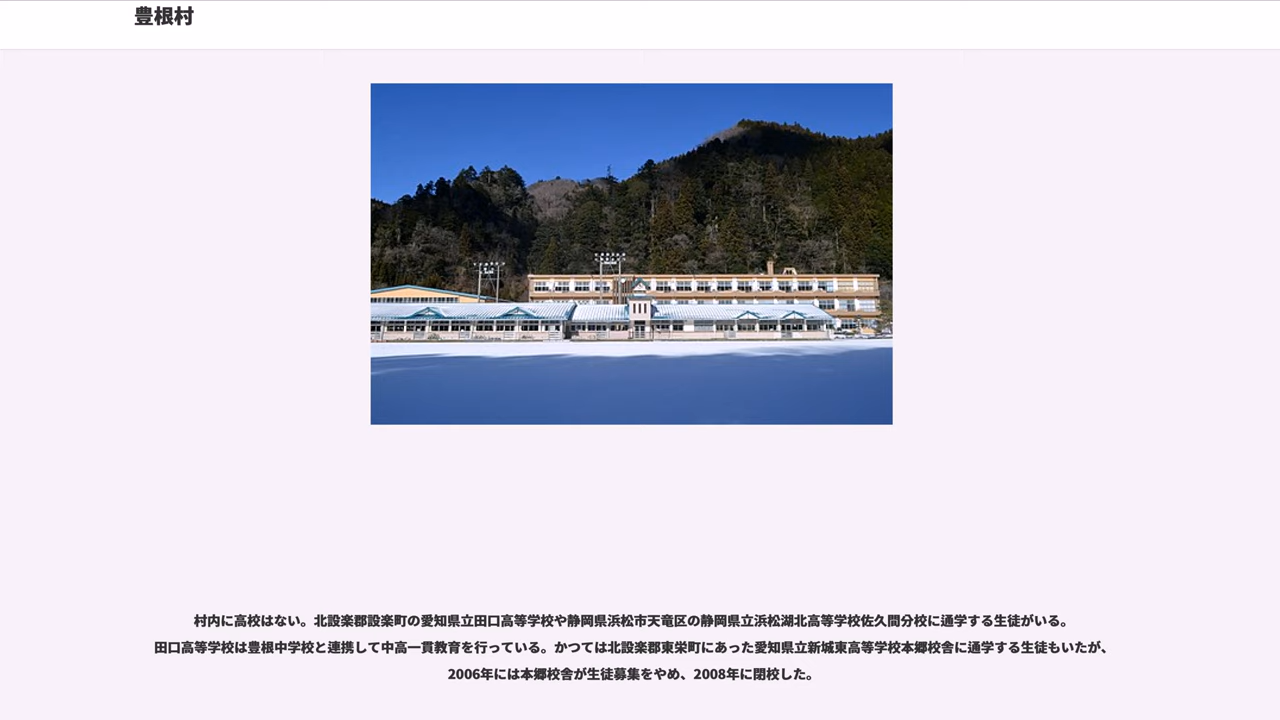 豊根村
村内に高校はない。北設楽郡設楽町の愛知県立田口高等学校や静岡県浜松市天竜区の静岡県立浜松湖北高等学校佐久間分校に通学する生徒がいる。
田口高等学校は豊根中学校と連携して中高一貫教育を行っている。かつては北設楽郡東栄町にあった愛知県立新城東高等学校本郷校舎に通学する生徒もいたが、
2006年には本郷校舎が生徒募集をやめ、2008年に閉校した。